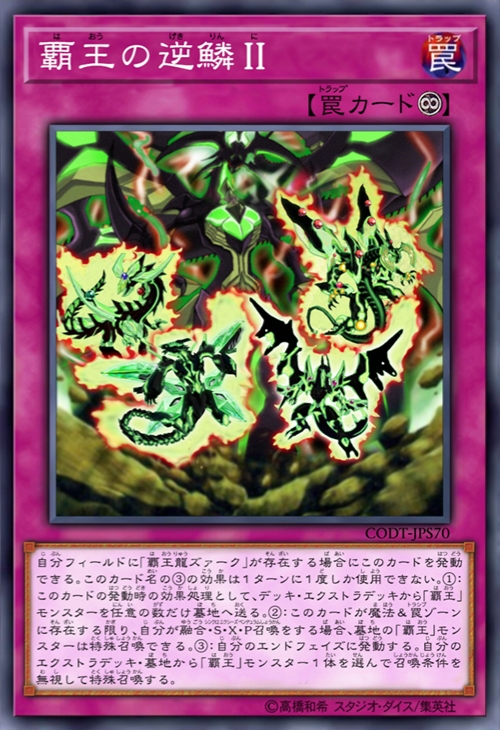 覇王の逆鱗Ⅱ
罠
【罠カード】
CODT-JPS70
自分フィールドに「覇王龍ズァーク」が存在する場合にこのカードを発動
できる。このカード名の③の効果は1ターンに1度しか使用できない。①:
このカードの発動時の効果処理として、デッキ・エクストラデッキから「覇王」
モンスターを任意の数だけ墓地へ送る。②:このカードが魔法&罠ゾーン
に存在する限り、自分が融合・S・X・P召喚をする場合、墓地の「覇王」モン
スターは特殊召喚できる。③:自分のエンドフェイズに発動する。自分の
エクストラデッキ・墓地から「覇王」モンスター1体を選んで召喚条件を
無視して特殊召喚する。
©高橋和希 スタジオ・ダイス/集英社